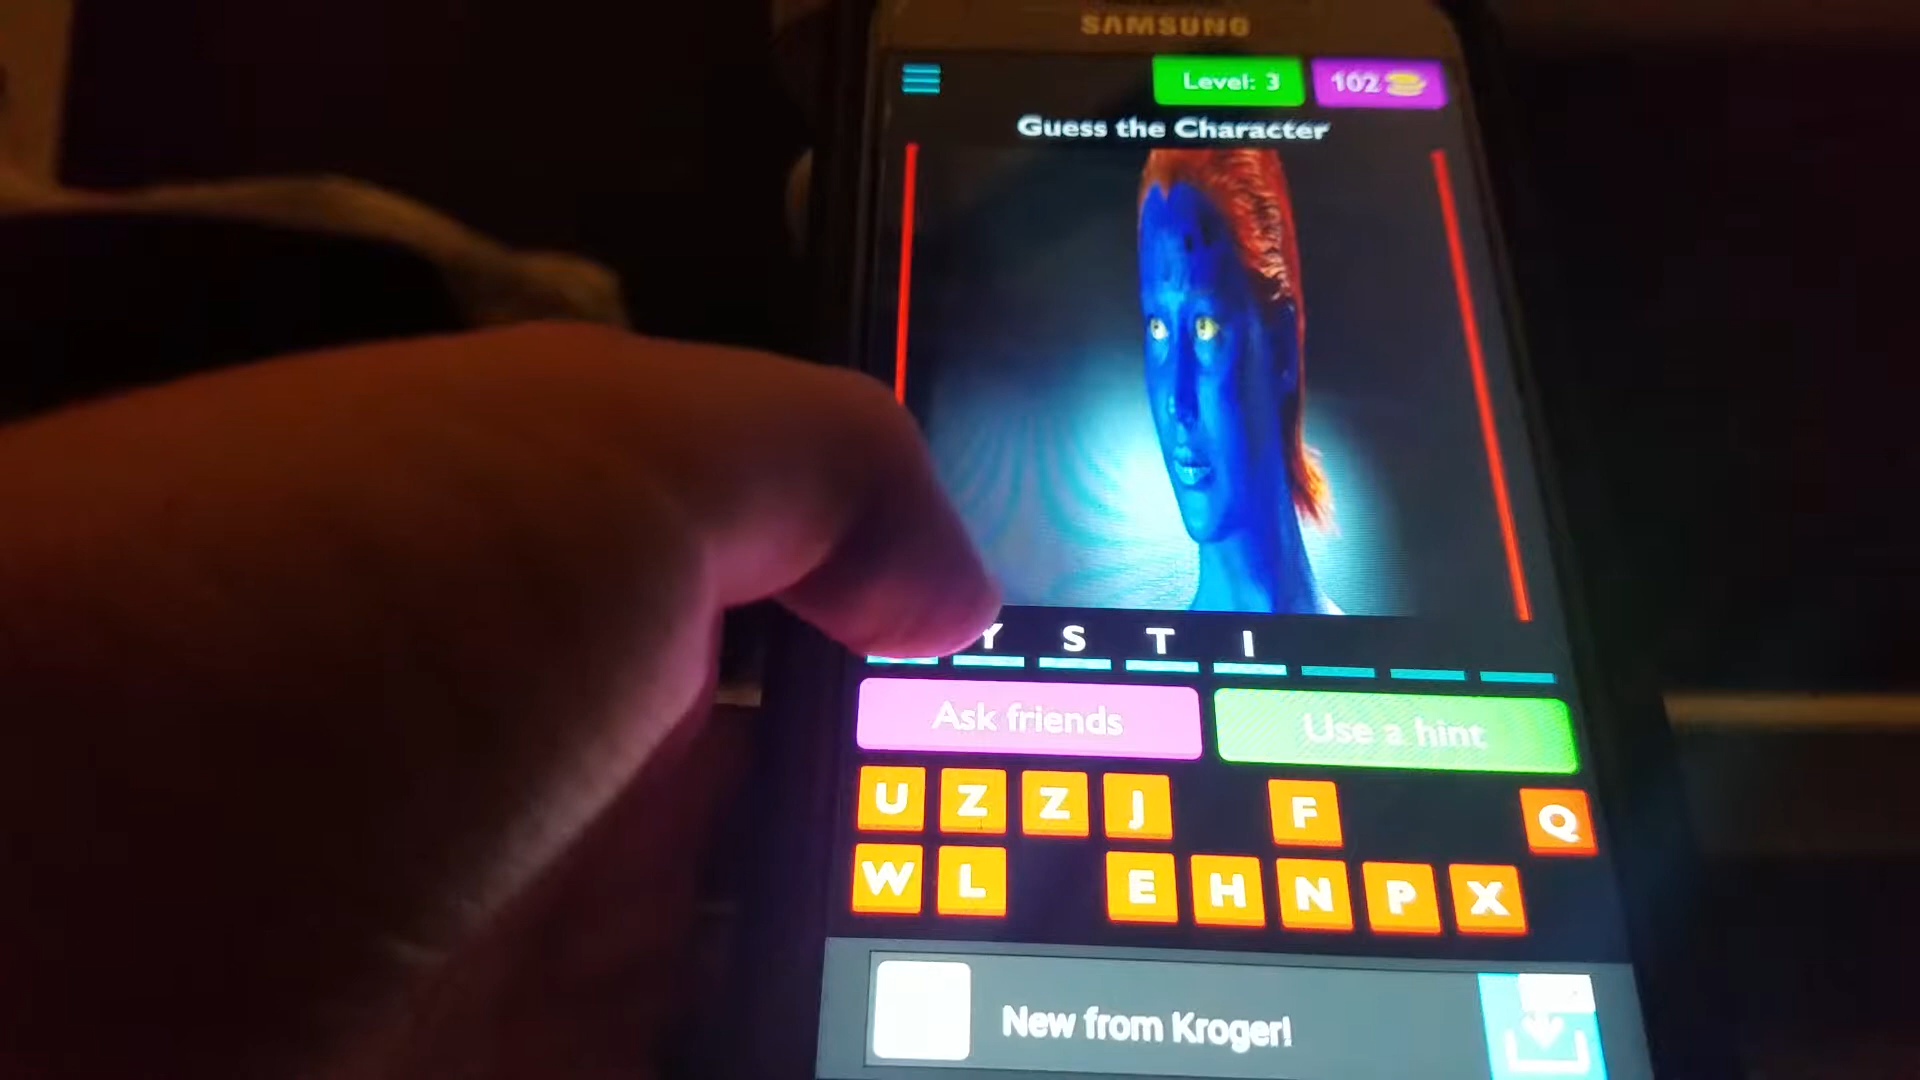 SAMSUNG
Level: 3 102
Guess the Character
Y S T I
Ask friends Use a hint
U Z Z J F Q
W L E H N P X
New from Kroger!